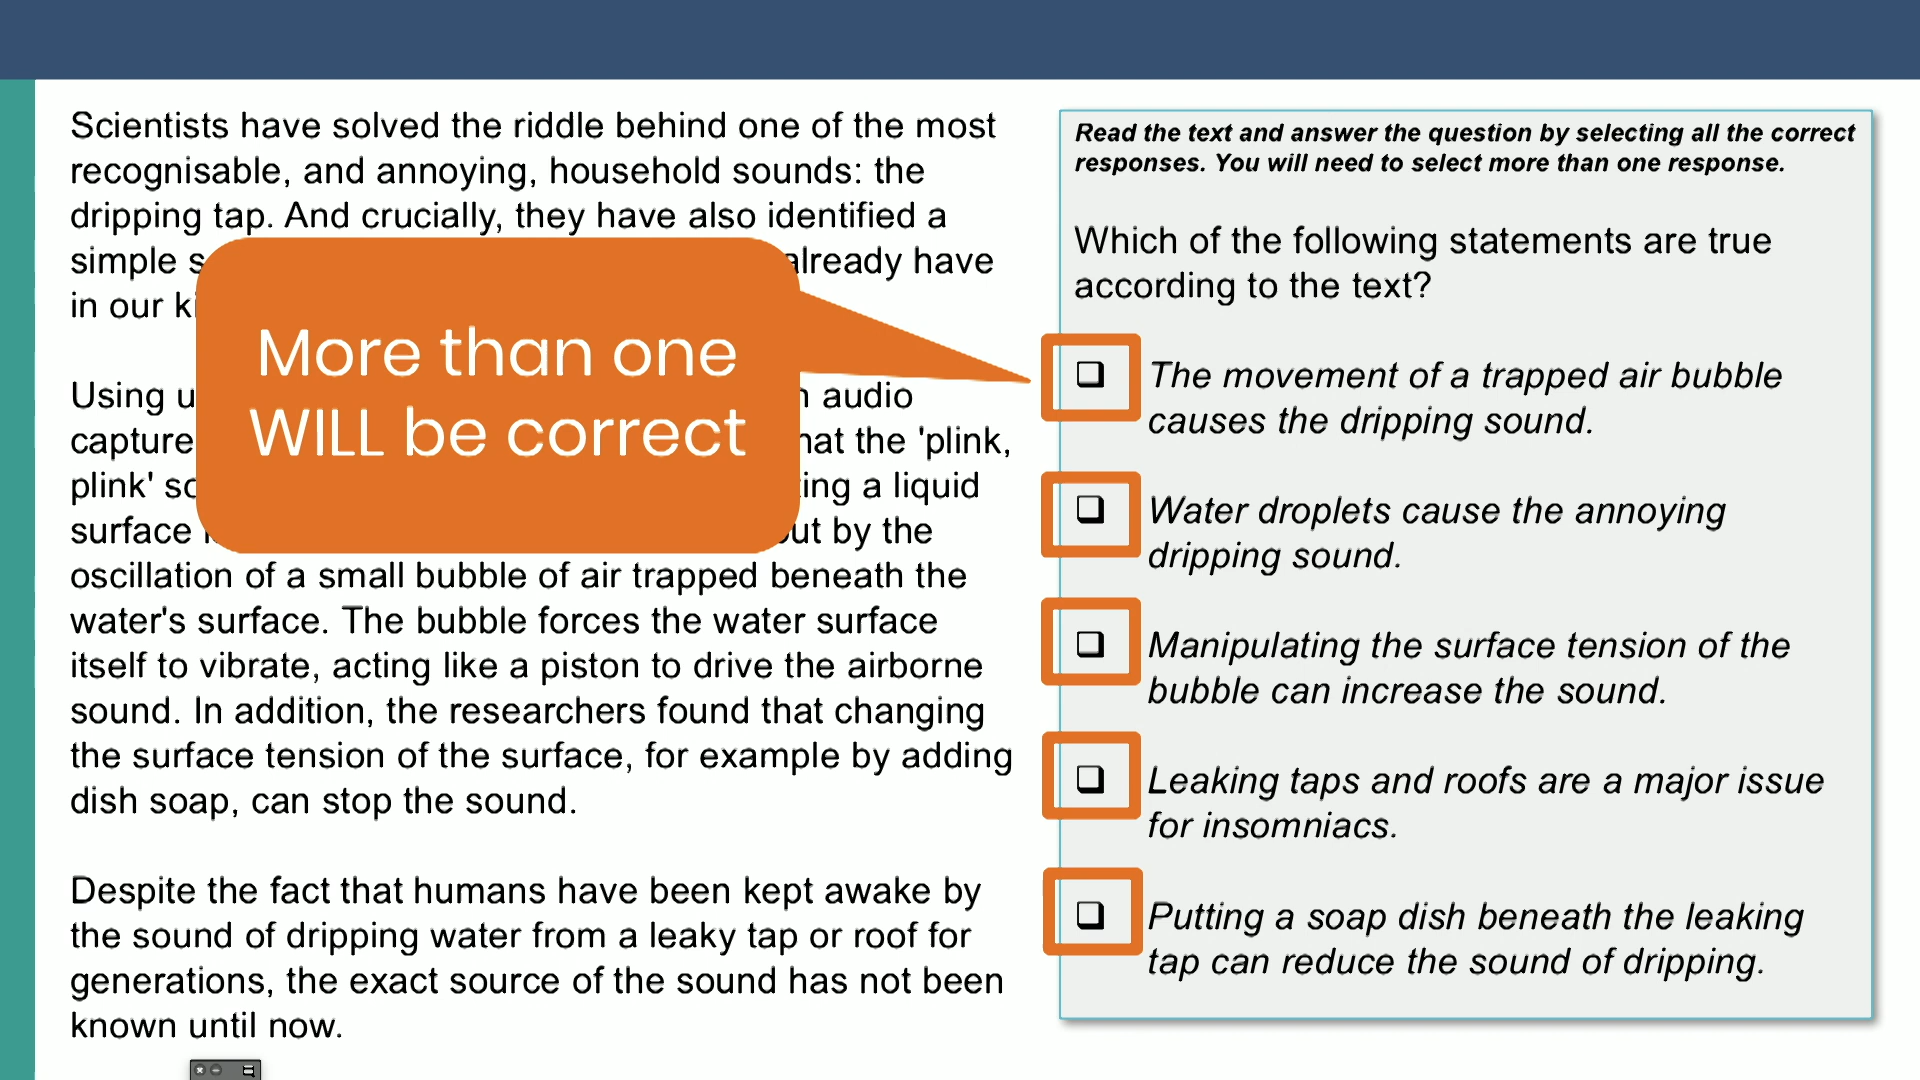 Scientists have solved the riddle behind one of the most
recognisable, and annoying, household sounds: the
dripping tap. And crucially, they have also identified a
simple already have
in our
Using audio
capture the 'plink,
plink' a liquid
surface by the
oscillation of a small bubble of air trapped beneath the
water's surface. The bubble forces the water surface
itself to vibrate, acting like a piston to drive the airborne
sound. In addition, the researchers found that changing
the surface tension of the surface, for example by adding
dish soap, can stop the sound.
Despite the fact that humans have been kept awake by
the sound of dripping water from a leaky tap or roof for
generations, the exact source of the sound has not been
known until now.
More than one
WILL be correct
Read the text and answer the question by selecting all the correct
responses. You will need to select more than one response.
Which of the following statements are true
according to the text?
The movement of a trapped air bubble
causes the dripping sound.
Water droplets cause the annoying
dripping sound.
Manipulating the surface tension of the
bubble can increase the sound.
Leaking taps and roofs are a major issue
for insomniacs.
Putting a soap dish beneath the leaking
tap can reduce the sound of dripping.